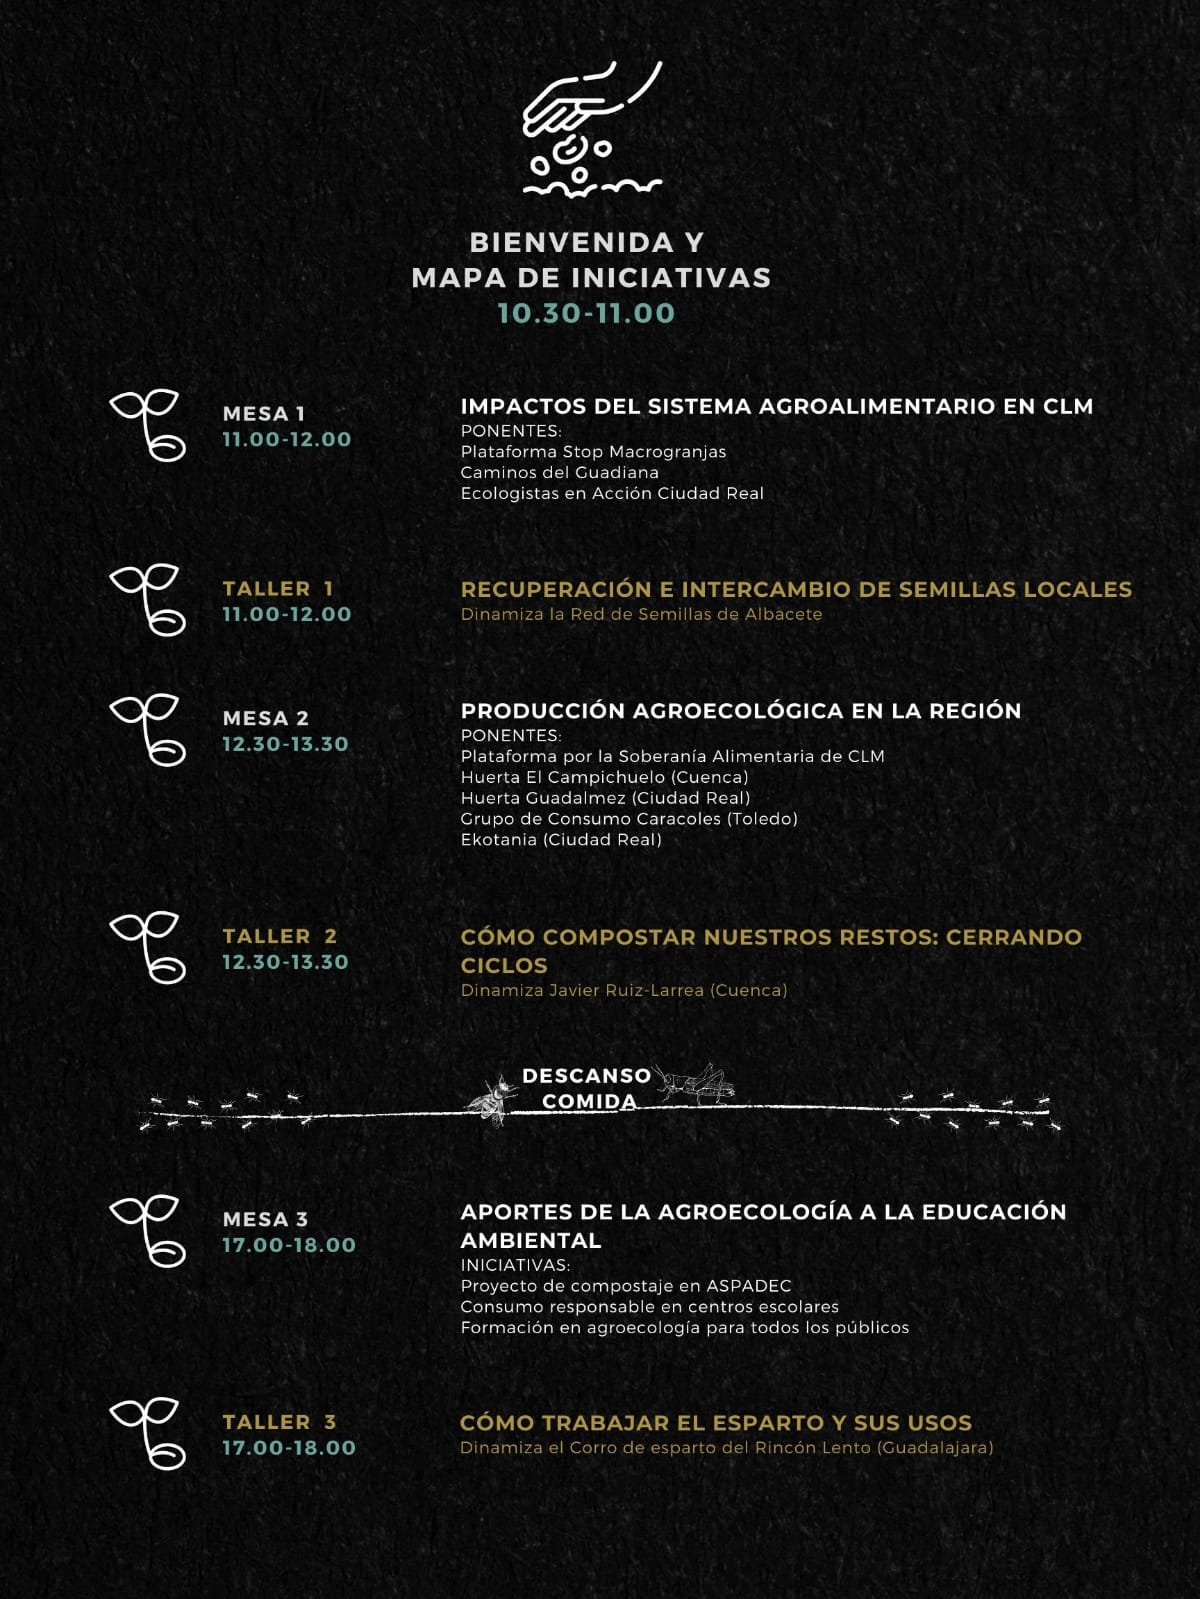 BIENVENIDA Y
MAPA DE INICIATIVAS
10.30-11.00
MESA 1
11.00-12.00
IMPACTOS DEL SISTEMA AGROALIMENTARIO EN CLM
PONENTES:
Plataforma Stop Macrogranjas
Caminos del Guadiana
Ecologistas en Acción Ciudad Real
TALLER 1
11.00-12.00
RECUPERACIÓN E INTERCAMBIO DE SEMILLAS LOCALES
Dinamiza la Red de Semillas de Albacete
MESA 2
12.30-13.30
PRODUCCIÓN AGROECOLÓGICA EN LA REGIÓN
PONENTES:
Plataforma por la Soberanía Alimentaria de CLM
Huerta El Campichuelo (Cuenca)
Huerta Guadalmez (Ciudad Real)
Grupo de Consumo Caracoles (Toledo)
Ekotania (Ciudad Real)
TALLER 2
12.30-13.30
CÓMO COMPOSTAR NUESTROS RESTOS: CERRANDO
CICLOS
Dinamiza Javier Ruiz-Larrea (Cuenca)
DESCANSO
COMIDA
MESA 3
17.00-18.00
APORTES DE LA AGROECOLOGÍA A LA EDUCACIÓN
AMBIENTAL
INICIATIVAS:
Proyecto de compostaje en ASPADEC
Consumo responsable en centros escolares
Formación en agroecología para todos los públicos
TALLER 3
17.00-18.00
CÓMO TRABAJAR EL ESPARTO Y SUS USOS
Dinamiza el Corro de esparto del Rincón Lento (Guadalajara)